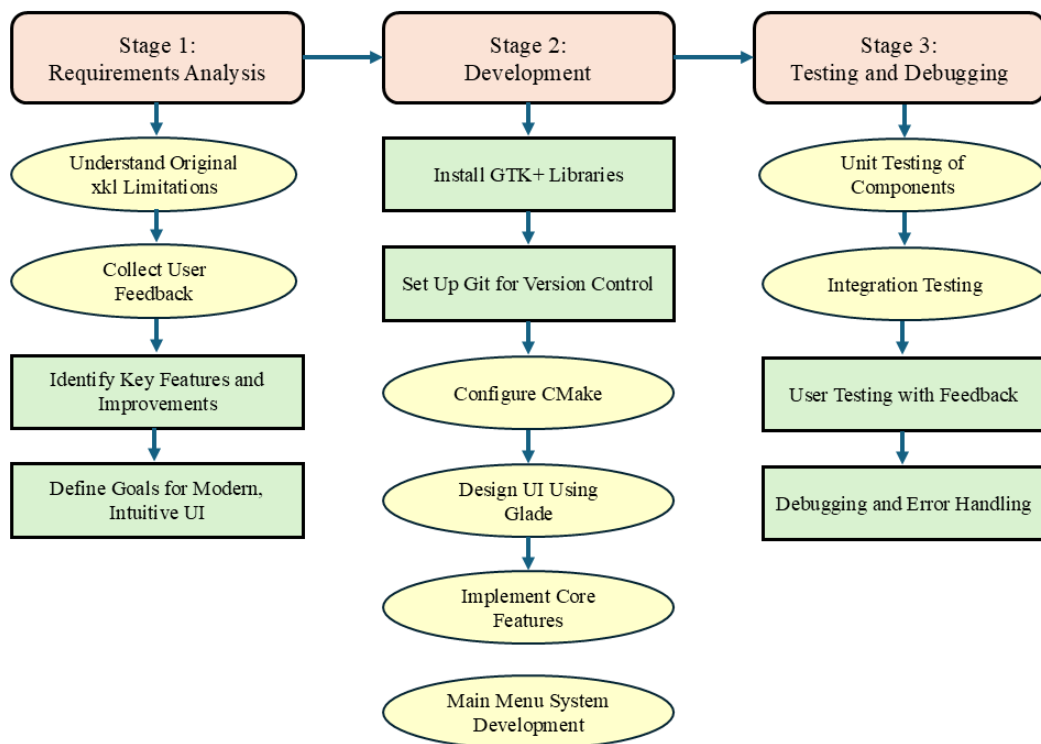 Stage 1:
Requirements Analysis
Understand Original
xkl Limitations
Collect User
Feedback
Identify Key Features and
Improvements
Define Goals for Modern,
Intuitive UI
Stage 2:
Development
Install GTK+ Libraries
Set Up Git for Version Control
Configure CMake
Design UI Using
Glade
Implement Core
Features
Main Menu System
Development
Stage 3:
Testing and Debugging
Unit Testing of
Components
Integration Testing
User Testing with Feedback
Debugging and Error Handling